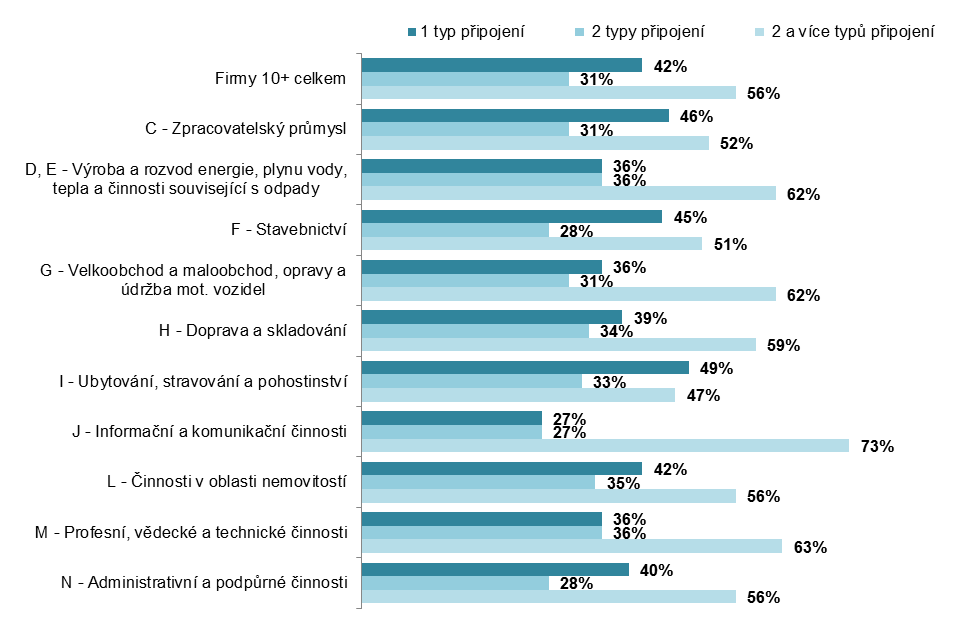 1 typ připojení 2 typy připojení 2 a více typů připojení
Firmy 10+ celkem
42%
31%
56%
C - Zpracovatelský průmysl
46%
31%
52%
D, E - Výroba a rozvod energie, plynu vody,
tepla a činnosti související s odpady
36%
36%
62%
F - Stavebnictví
45%
28%
51%
G - Velkoobchod a maloobchod, opravy a
údržba mot. vozidel
36%
31%
62%
H - Doprava a skladování
39%
34%
59%
I - Ubytování, stravování a pohostinství
49%
33%
47%
J - Informační a komunikační činnosti
27%
27%
73%
L - Činnosti v oblasti nemovitostí
42%
35%
56%
M - Profesní, vědecké a technické činnosti
36%
36%
63%
N - Administrativní a podpůrné činnosti
40%
28%
56%